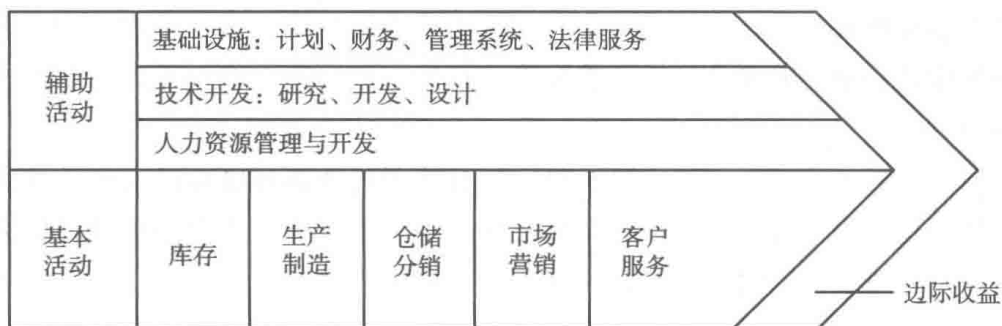 基础设施：计划、财务、管理系统、法律服务
辅助
活动
技术开发：研究、开发、设计
人力资源管理与开发
基本
活动
库存
生产
制造
仓储
分销
市场
营销
客户
服务
边际收益